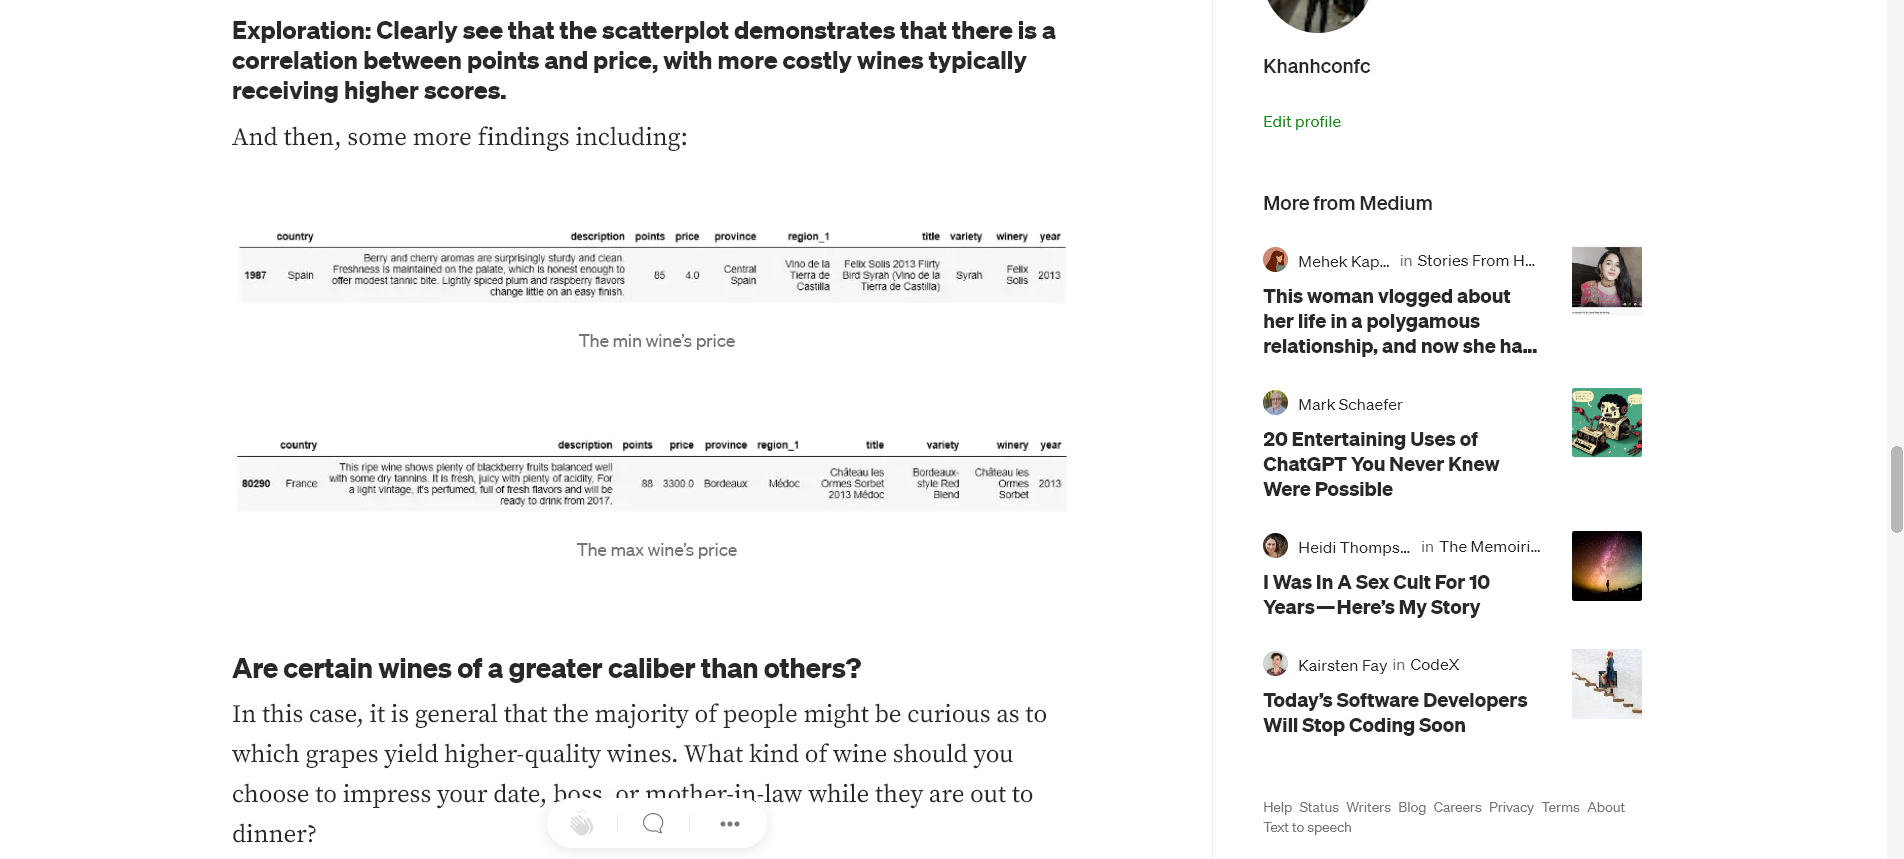 Exploration: Clearly see that the scatterplot demonstrates that there is a
correlation between points and price, with more costly wines typically
receiving higher scores.
And then, some more findings including:
country description points price province region_1 title variety winery year
Berry and cherry aromas are surprisingly sturdy and clean.
Freshness is maintained on the palate, which is honest enough to
offer modest tannic bite. Lightly spiced plum and raspberry flavors
change little on an easy finish.
1987 Spain 85 4.0
Central
Spain
Vino de la
Tierra de
Castilla
Felix Solis 2013 Flirty
Bird Syrah (Vino de la
Tierra de Castilla)
Syrah
Felix
Solis
2013
The min wine's price
country description points price province region_1 title variety winery year
This ripe wine shows plenty of blackberry fruits balanced well
with some dry tannins. It is fresh, juicy with plenty of acidity, For
a light vintage, it's perfumed, full of fresh flavors and will be
ready to drink from 2017.
80290 France 88 3300.0 Bordeaux Médoc
Château les
Ormes Sorbet
2013 Médoc
Bordeaux-
style Red
Blend
Château les
Ormes
Sorbet
2013
The max wine's price
Are certain wines of a greater caliber than others?
In this case, it is general that the majority of people might be curious as to
which grapes yield higher-quality wines. What kind of wine should you
choose to impress your date, boss, or mother-in-law while they are out to
dinner?
Khanhconfc
Edit profile
More from Medium
Mehek Kap... in Stories From H...
This woman vlogged about
her life in a polygamous
relationship, and now she ha...
Mark Schaefer
20 Entertaining Uses of
ChatGPT You Never Knew
Were Possible
Heidi Thomps... in The Memoiri...
I Was In A Sex Cult For 10
Years — Here's My Story
Kairsten Fay in CodeX
Today's Software Developers
Will Stop Coding Soon
Help Status Writers Blog Careers Privacy Terms About
Text to speech